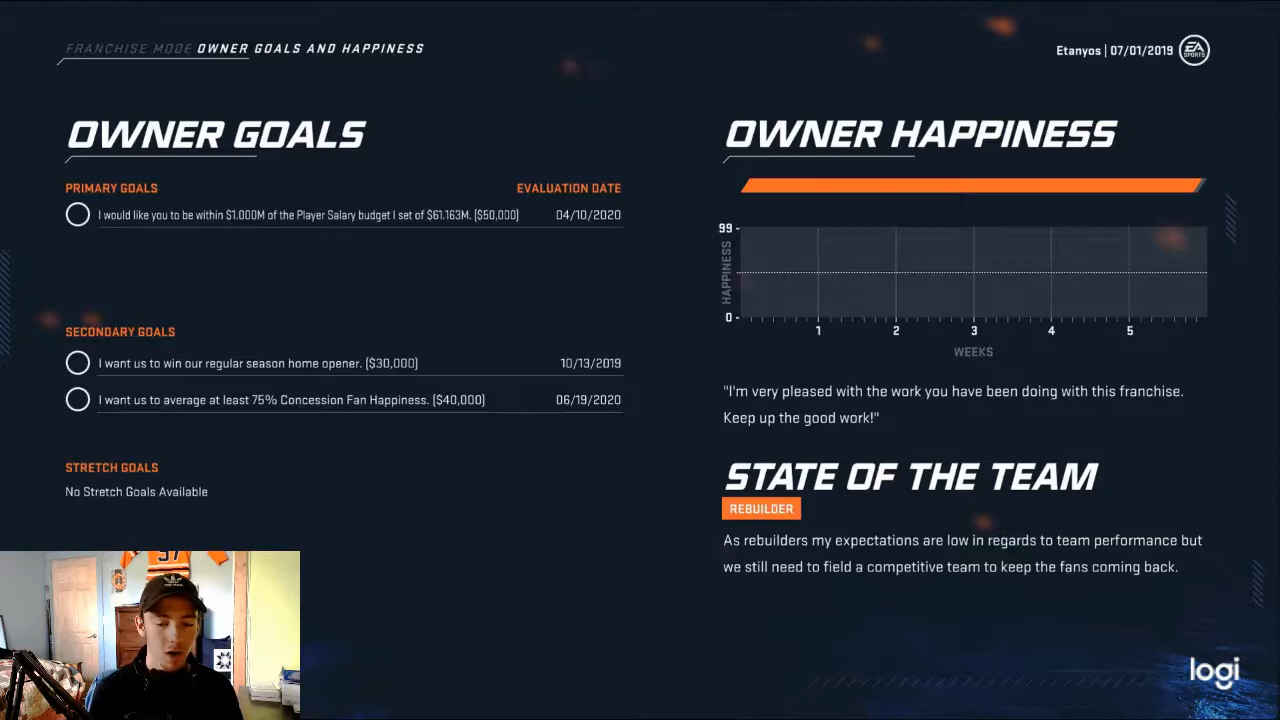 FRANCHISE MODE OWNER GOALS AND HAPPINESS
Etanyos | 07/01/2019
EA SPORTS
OWNER GOALS
PRIMARY GOALS EVALUATION DATE
I would like you to be within $1.000M of the Player Salary budget I set of $61.163M. ($50,000) 04/10/2020
SECONDARY GOALS
I want us to win our regular season home opener. ($30,000) 10/13/2019
I want us to average at least 75% Concession Fan Happiness. ($40,000) 06/19/2020
STRETCH GOALS
No Stretch Goals Available
OWNER HAPPINESS
99
HAPPINESS
0
1 2 3 4 5
WEEKS
"I'm very pleased with the work you have been doing with this franchise.
Keep up the good work!"
STATE OF THE TEAM
REBUILDER
As rebuilders my expectations are low in regards to team performance but
we still need to field a competitive team to keep the fans coming back.
97
logi